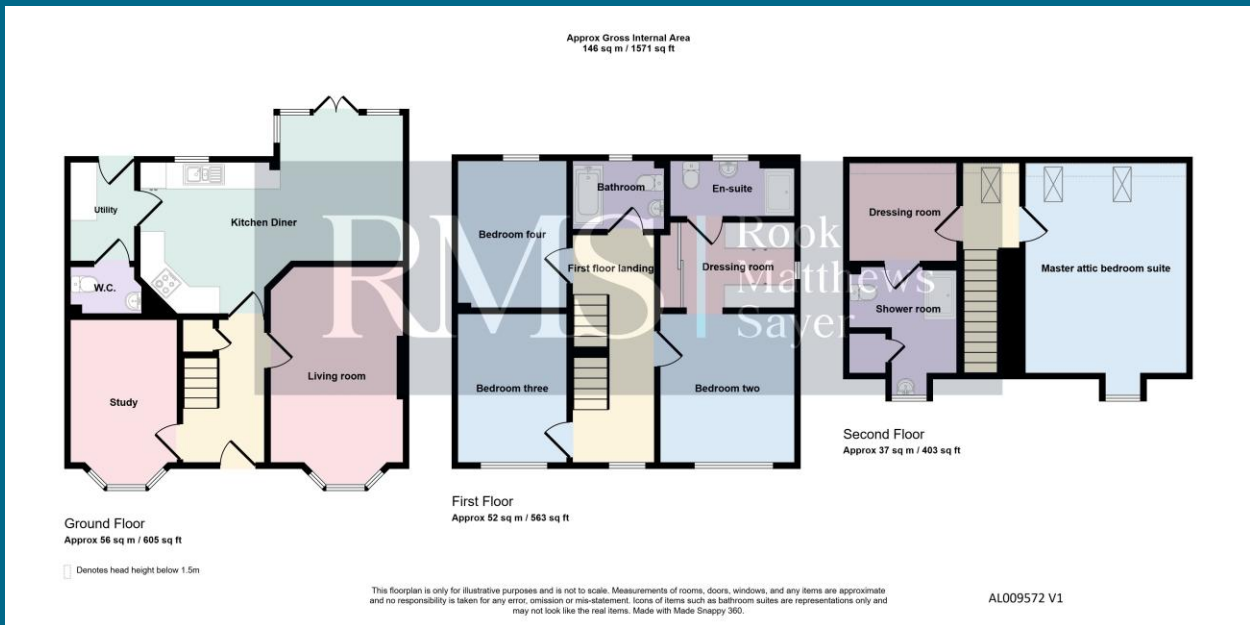 Approx Gross Internal Area
146 sq m / 1571 sq ft
Utility
Kitchen Diner
W.C.
Study
Living room
Ground Floor
Approx 56 sq m / 605 sq ft
Denotes head height below 1.5m
Bathroom
En-suite
Bedroom four
First floor landing
Dressing room
Bedroom three
Bedroom two
First Floor
Approx 52 sq m / 563 sq ft
Dressing room
Master attic bedroom suite
Shower room
Second Floor
Approx 37 sq m / 403 sq ft
RMS
Rook
Matthews
Sayer
This floorplan is only for illustrative purposes and is not to scale. Measurements of rooms, doors, windows, and any items are approximate
and no responsibility is taken for any error, omission or mis-statement. Icons of items such as bathroom suites are representations only and
may not look like the real items. Made with Made Snappy 360.
AL009572 V1